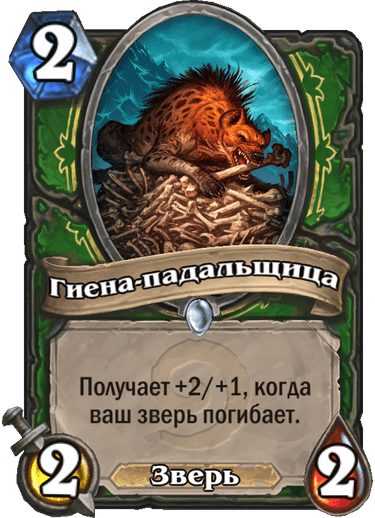 2
Гиена-падальщица
Получает +2/+1, когда
ваш зверь погибает.
2
Зверь
2